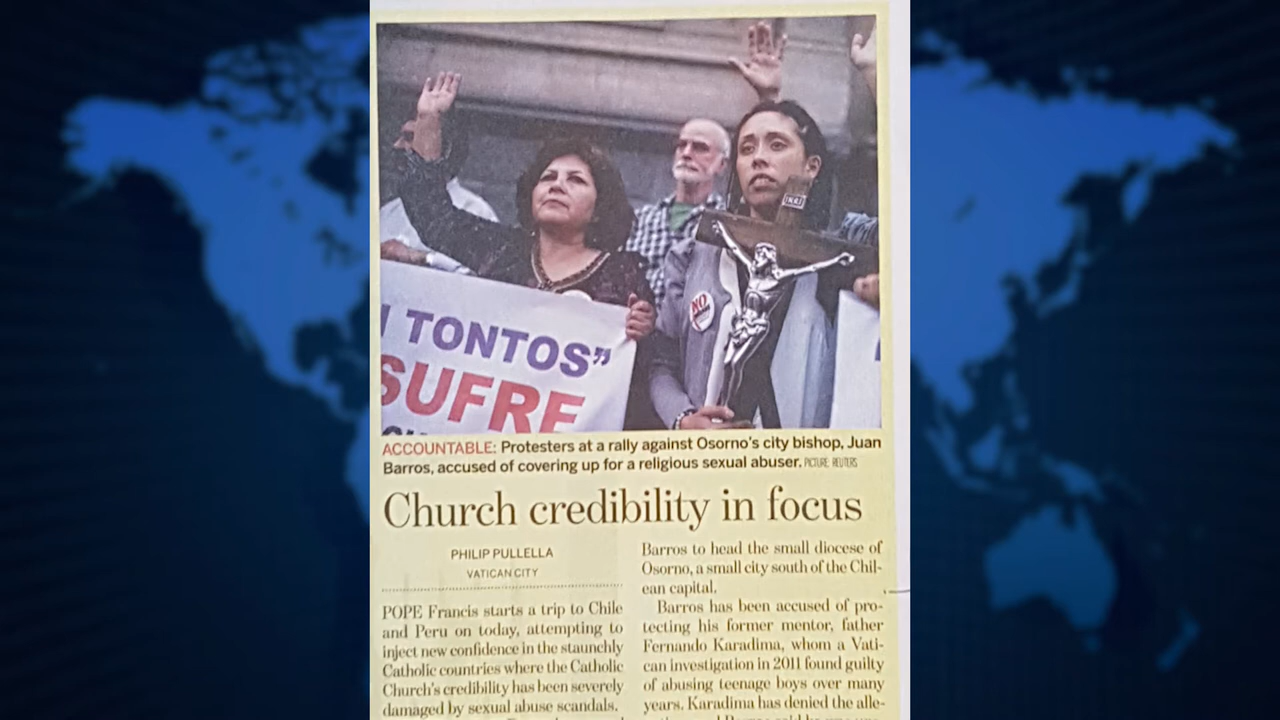 INRI
NO
TONTOS”
SUFRE
ACCOUNTABLE: Protesters at a rally against Osorno's city bishop, Juan
Barros, accused of covering up for a religious sexual abuser. PICTURE: REUTERS
Church credibility in focus
PHILIP PULLELLA
VATICAN CITY
POPE Francis starts a trip to Chile
and Peru on today, attempting to
inject new confidence in the staunchly
Catholic countries where the Catholic
Church's credibility has been severely
damaged by sexual abuse scandals.
Barros to head the small diocese of
Osorno, a small city south of the Chil-
ean capital.
Barros has been accused of pro-
tecting his former mentor, father
Fernando Karadima, whom a Vati-
can investigation in 2011 found guilty
of abusing teenage boys over many
years. Karadima has denied the alle-